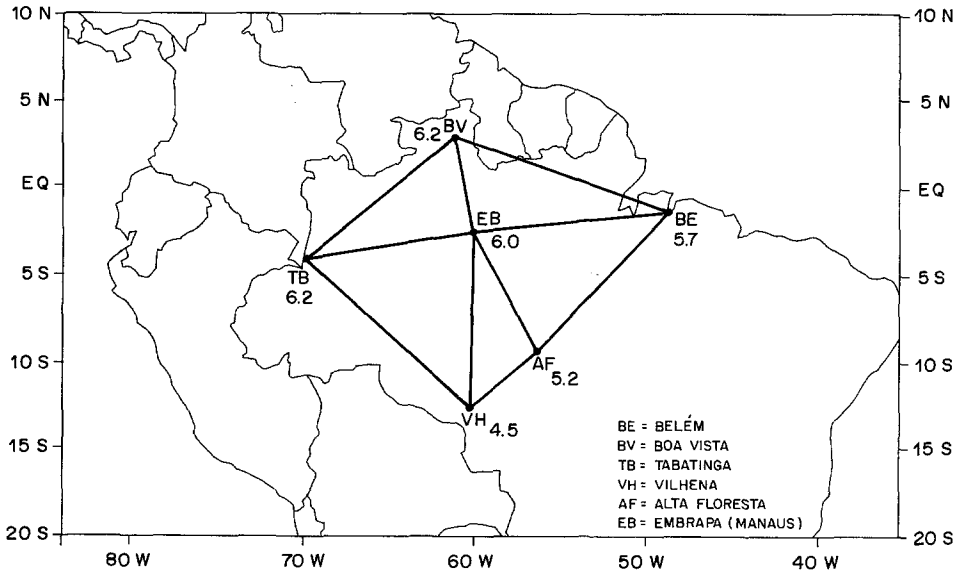 10 N
10 N
5 N
5 N
BV
6.2
EQ
EQ
EB
6.0
BE
5.7
5 S
5 S
TB
6.2
10 S
10 S
AF
5.2
VH
4.5
BE = BELÉM
BV = BOA VISTA
TB = TABATINGA
VH = VILHENA
AF = ALTA FLORESTA
EB = EMBRAPA (MANAUS)
15 S
15 S
20 S
20 S
80 W
70 W
60 W
50 W
40 W